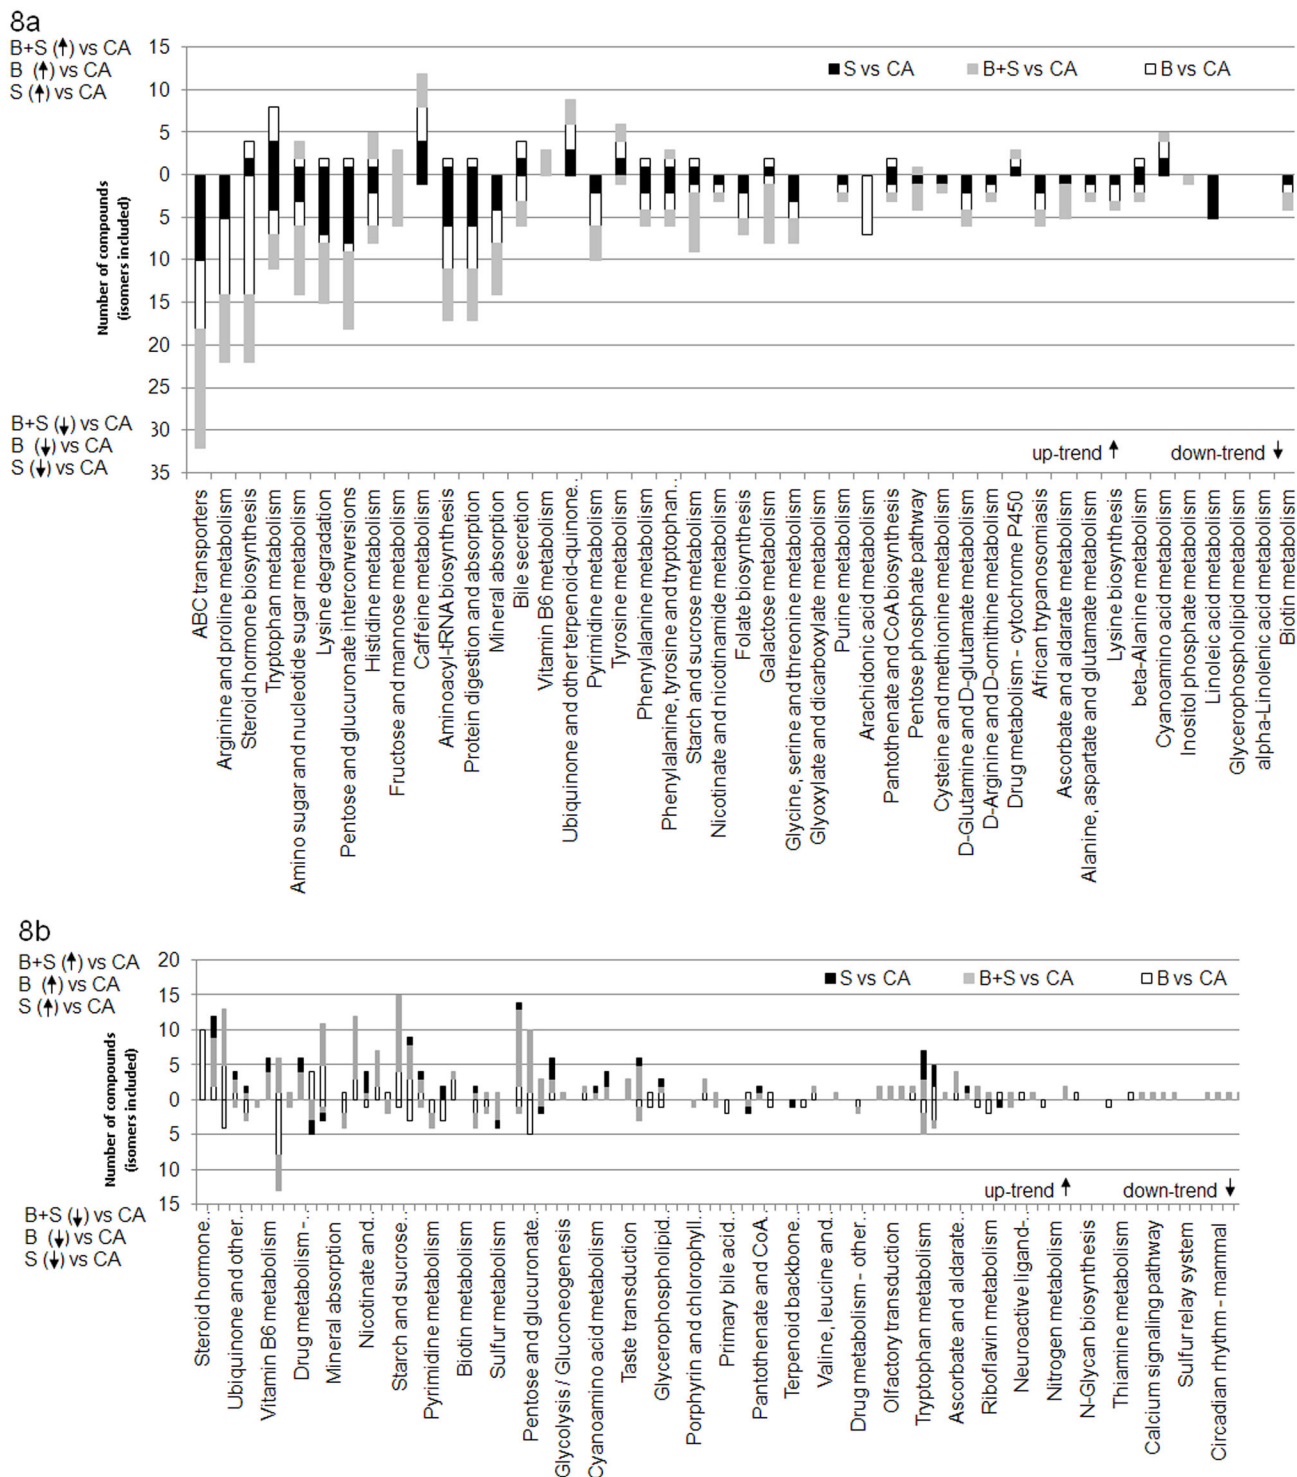 8a
B+S (↑) vs CA
B (↑) vs CA
S (↑) vs CA
15
10
5
0
5
10
15
20
25
30
35
S vs CA
B+S vs CA
B vs CA
Number of compounds
(isomers included)
B+S (↓) vs CA
B (↓) vs CA
S (↓) vs CA
up-trend ↑
down-trend ↓
ABC transporters
Arginine and proline metabolism
Steroid hormone biosynthesis
Tryptophan metabolism
Amino sugar and nucleotide sugar metabolism
Lysine degradation
Pentose and glucuronate interconversions
Histidine metabolism
Fructose and mannose metabolism
Caffeine metabolism
Aminoacyl-tRNA biosynthesis
Protein digestion and absorption
Mineral absorption
Bile secretion
Vitamin B6 metabolism
Ubiquinone and other terpenoid-quinone..
Pyrimidine metabolism
Tyrosine metabolism
Phenylalanine metabolism
Phenylalanine, tyrosine and tryptophan..
Starch and sucrose metabolism
Nicotinate and nicotinamide metabolism
Folate biosynthesis
Galactose metabolism
Glycine, serine and threonine metabolism
Glyoxylate and dicarboxylate metabolism
Purine metabolism
Arachidonic acid metabolism
Pantothenate and CoA biosynthesis
Pentose phosphate pathway
Cysteine and methionine metabolism
D-Glutamine and D-glutamate metabolism
D-Arginine and D-ornithine metabolism
Drug metabolism - cytochrome P450
African trypanosomiasis
Ascorbate and aldarate metabolism
Alanine, aspartate and glutamate metabolism
Lysine biosynthesis
beta-Alanine metabolism
Cyanoamino acid metabolism
Inositol phosphate metabolism
Linoleic acid metabolism
Glycerophospholipid metabolism
alpha-Linolenic acid metabolism
Biotin metabolism
8b
B+S (↑) vs CA
B (↑) vs CA
S (↑) vs CA
20
15
10
5
0
5
10
15
S vs CA
B+S vs CA
B vs CA
Number of compounds
(isomers included)
B+S (↓) vs CA
B (↓) vs CA
S (↓) vs CA
up-trend ↑
down-trend ↓
Steroid hormone..
Ubiquinone and other..
Vitamin B6 metabolism
Drug metabolism -..
Mineral absorption
Nicotinate and..
Starch and sucrose..
Pyrimidine metabolism
Biotin metabolism
Sulfur metabolism
Pentose and glucuronate..
Glycolysis / Gluconeogenesis
Cyanoamino acid metabolism
Taste transduction
Glycerophospholipid..
Porphyrin and chlorophyll..
Primary bile acid..
Pantothenate and CoA..
Terpenoid backbone..
Valine, leucine and..
Drug metabolism - other..
Olfactory transduction
Tryptophan metabolism
Ascorbate and aldarate..
Riboflavin metabolism
Neuroactive ligand-..
Nitrogen metabolism
N-Glycan biosynthesis
Thiamine metabolism
Calcium signaling pathway
Sulfur relay system
Circadian rhythm - mammal